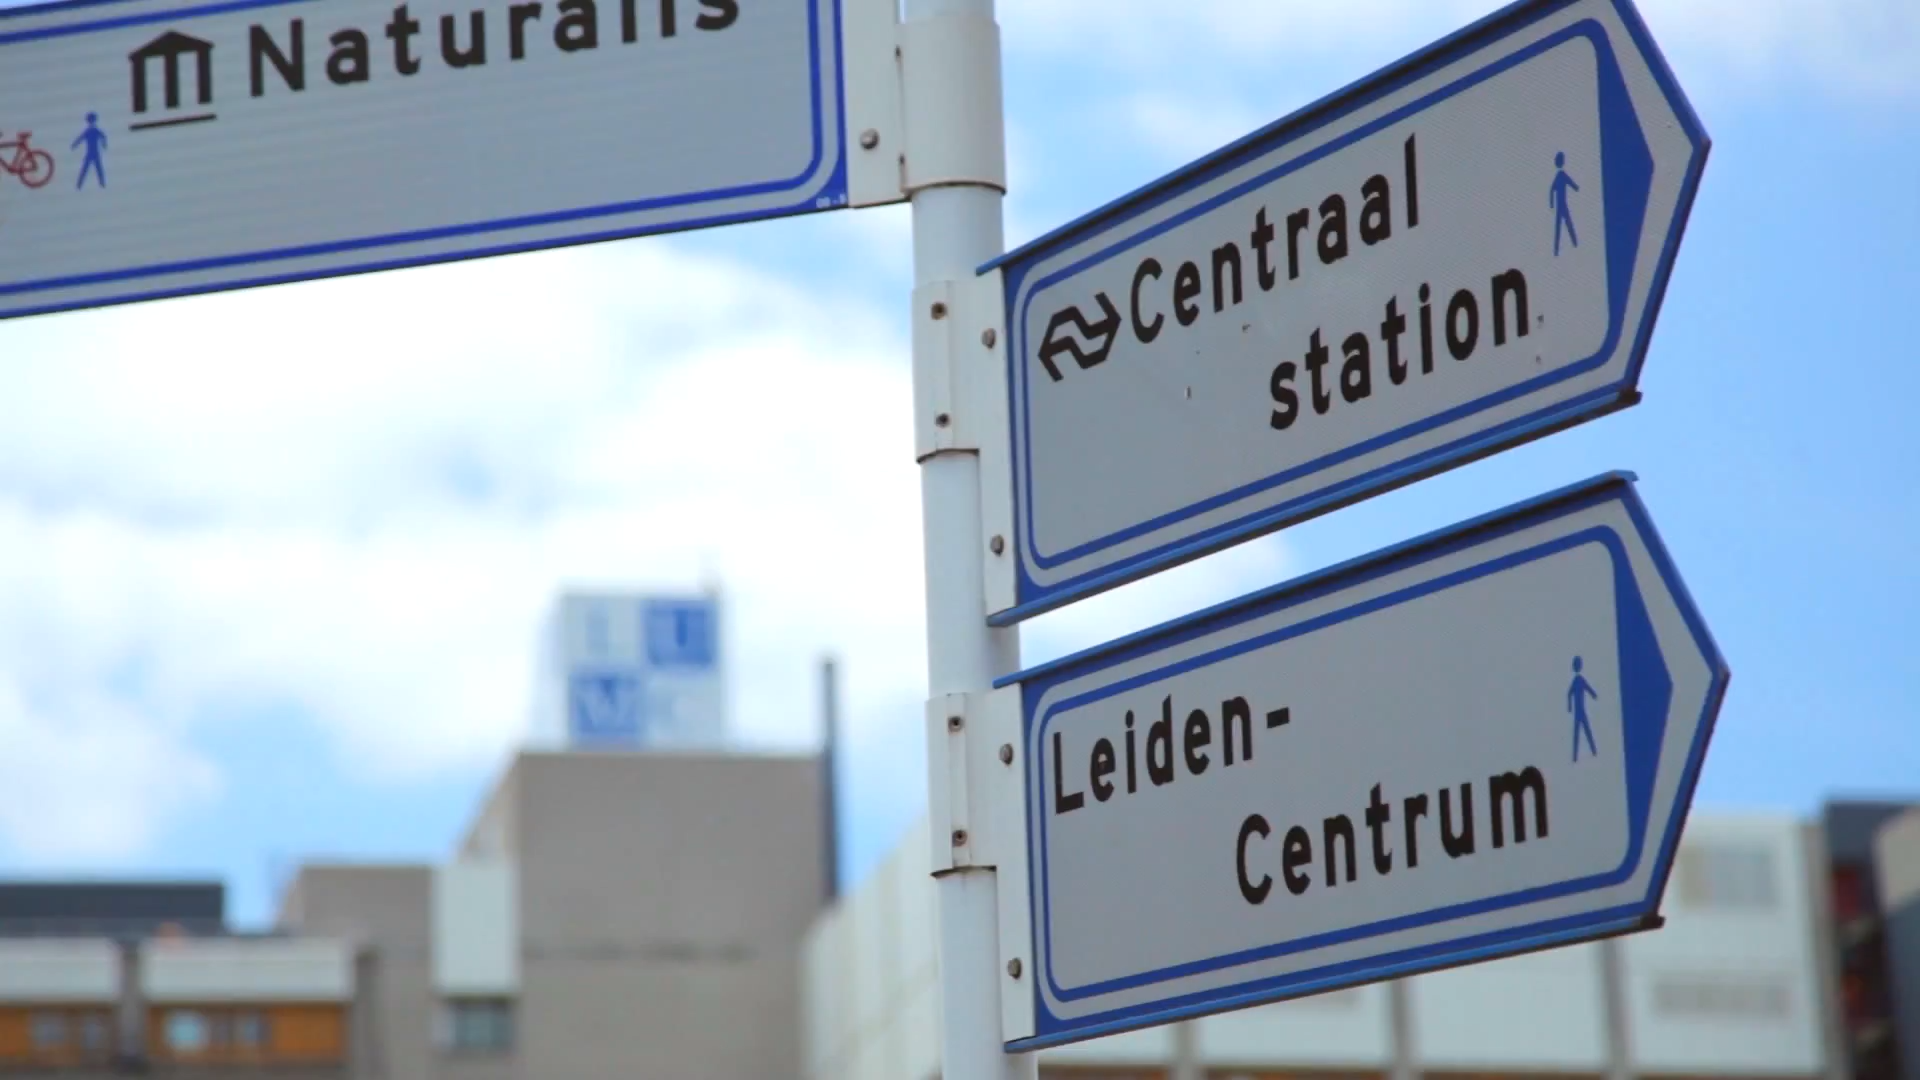 Naturalis
Centraal
station
Leiden-
Centrum
L U
M C